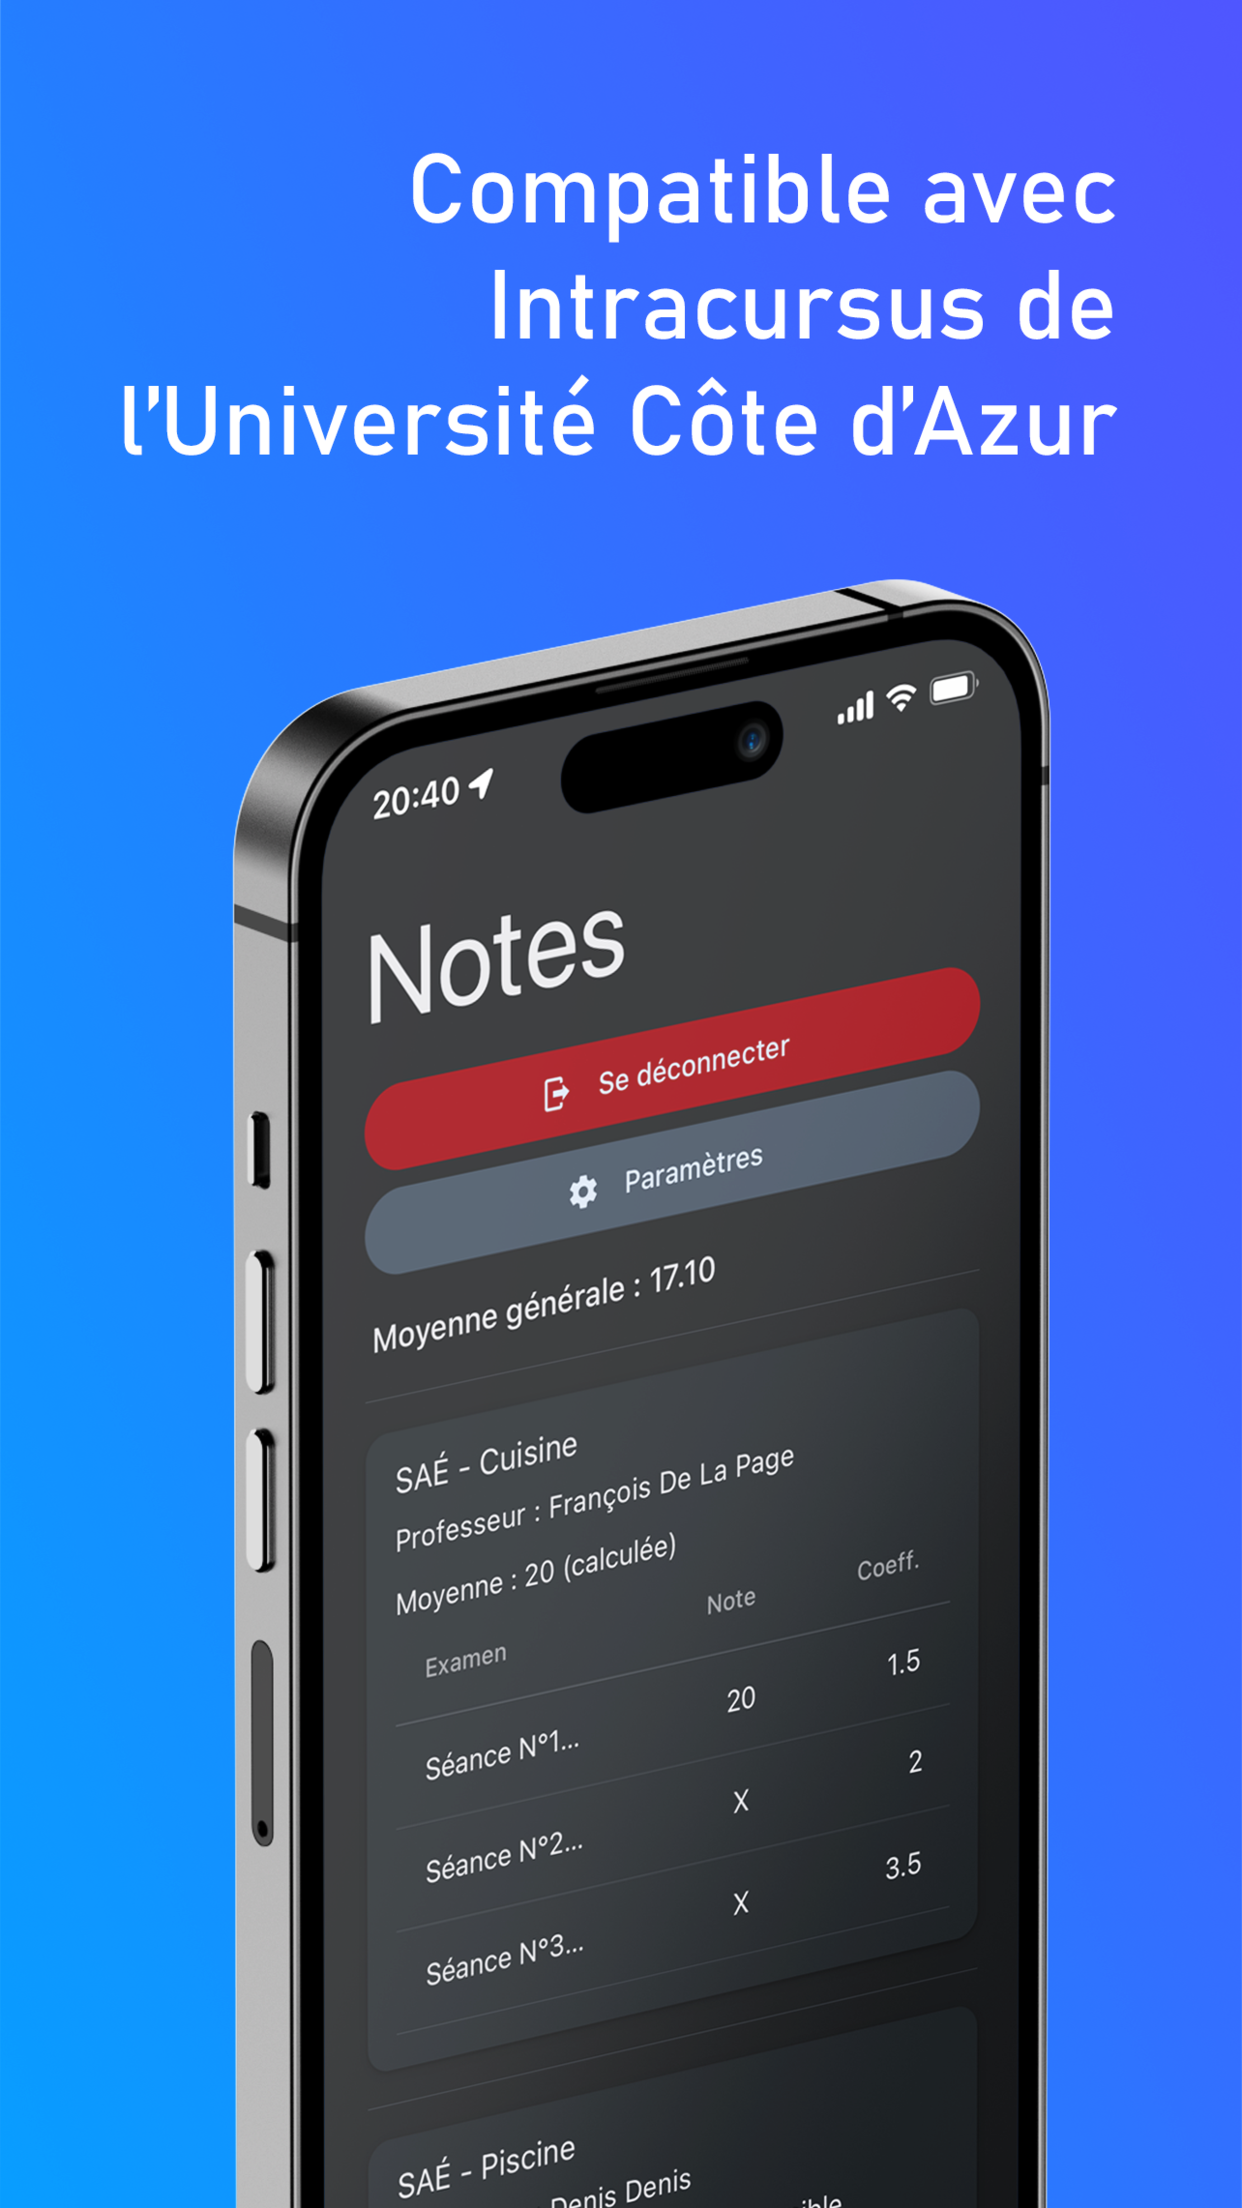 Compatible avec
Intracursus de
l’Université Côte d’Azur
20:40
Notes
Se déconnecter
Paramètres
Moyenne générale : 17.10
SAÉ - Cuisine
Professeur : François De La Page
Moyenne : 20 (calculée)
Examen Note Coeff.
Séance N°1... 20 1.5
Séance N°2... X 2
Séance N°3... X 3.5
SAÉ - Piscine
: Denis Denis